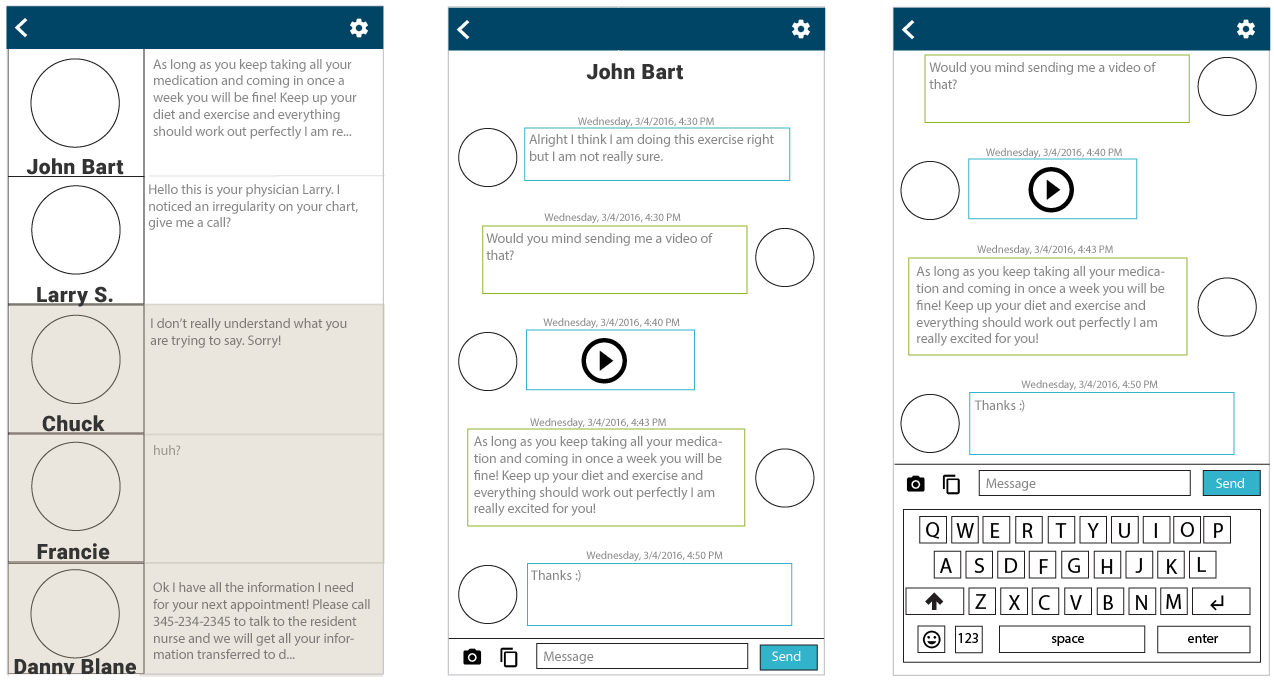 As long as you keep taking all your
medication and coming in once a
week you will be fine! Keep up your
diet and exercise and everything
should work out perfectly I am re...
John Bart
Hello this is your physician Larry. I
noticed an irregularity on your chart,
give me a call?
Larry S.
I don’t really understand what you
are trying to say. Sorry!
Chuck
huh?
Francie
Ok I have all the information I need
for your next appointment! Please call
345-234-2345 to talk to the resident
nurse and we will get all your infor-
mation transferred to d...
Danny Blane
John Bart
Wednesday, 3/4/2016, 4:30 PM
Alright I think I am doing this exercise right
but I am not really sure.
Wednesday, 3/4/2016, 4:30 PM
Would you mind sending me a video of
that?
Wednesday, 3/4/2016, 4:40 PM
Wednesday, 3/4/2016, 4:43 PM
As long as you keep taking all your medica-
tion and coming in once a week you will be
fine! Keep up your diet and exercise and
everything should work out perfectly I am
really excited for you!
Wednesday, 3/4/2016, 4:50 PM
Thanks :)
Message
Send
Would you mind sending me a video of
that?
Wednesday, 3/4/2016, 4:40 PM
Wednesday, 3/4/2016, 4:43 PM
As long as you keep taking all your medica-
tion and coming in once a week you will be
fine! Keep up your diet and exercise and
everything should work out perfectly I am
really excited for you!
Wednesday, 3/4/2016, 4:50 PM
Thanks :)
Message
Send
Q W E R T Y U I O P
A S D F G H J K L
Z X C V B N M
123 space enter